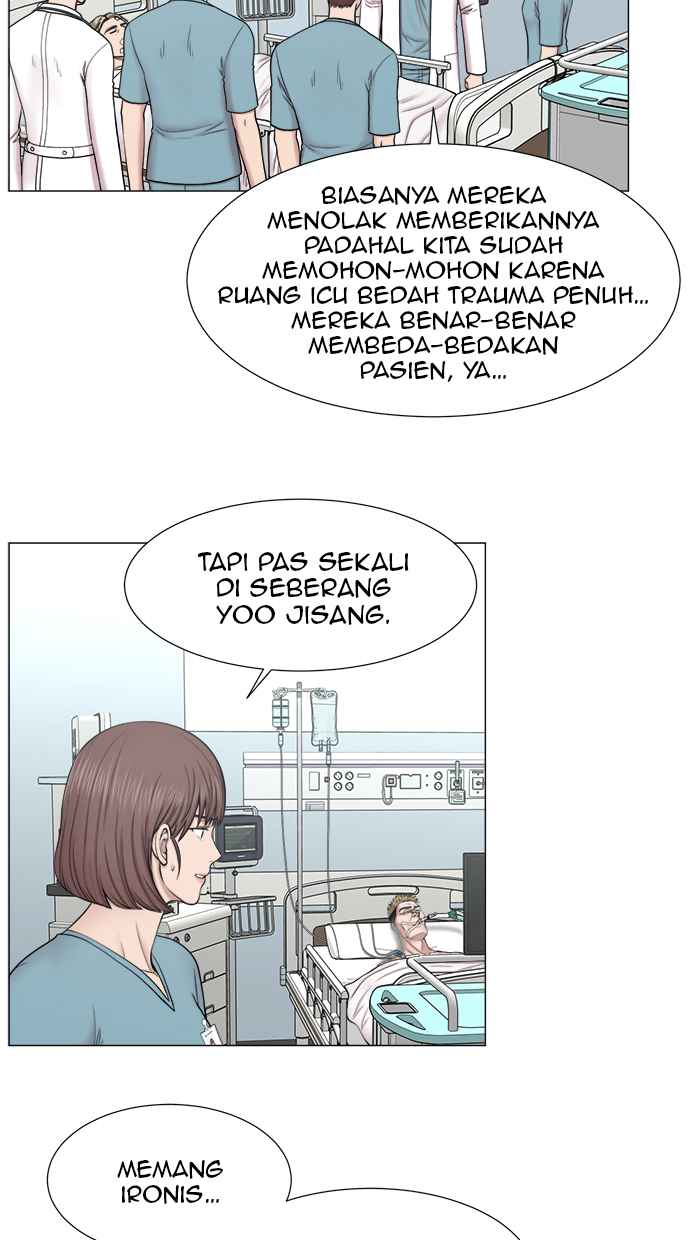 BIASANYA MEREKA
MENOLAK MEMBERIKANNYA
PADAHAL KITA SUDAH
MEMOHON-MOHON KARENA
RUANG ICU BEDAH TRAUMA PENUH...
MEREKA BENAR-BENAR
MEMBEDA-BEDAKAN
PASIEN, YA...
TAPI PAS SEKALI
DI SEBERANG
YOO JISANG.
MEMANG
IRONIS...